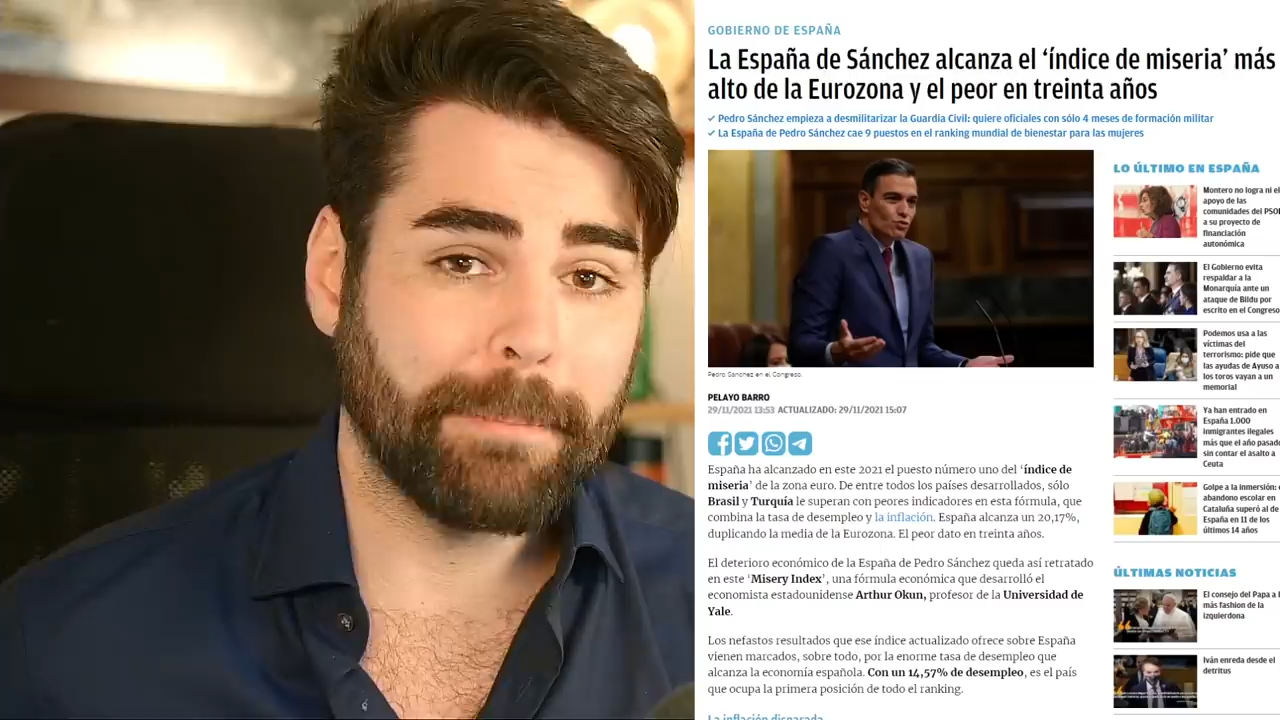 GOBIERNO DE ESPAÑA
La España de Sánchez alcanza el ‘índice de miseria’ más
alto de la Eurozona y el peor en treinta años
✓ Pedro Sánchez empieza a desmilitarizar la Guardia Civil: quiere oficiales con sólo 4 meses de formación militar
✓ La España de Pedro Sánchez cae 9 puestos en el ranking mundial de bienestar para las mujeres
Pedro Sánchez en el Congreso.
PELAYO BARRO
29/11/2021 13:53 ACTUALIZADO: 29/11/2021 15:07
España ha alcanzado en este 2021 el puesto número uno del ‘índice de
miseria’ de la zona euro. De entre todos los países desarrollados, sólo
Brasil y Turquía le superan con peores indicadores en esta fórmula, que
combina la tasa de desempleo y la inflación. España alcanza un 20,17%,
duplicando la media de la Eurozona. El peor dato en treinta años.
El deterioro económico de la España de Pedro Sánchez queda así retratado
en este ‘Misery Index’, una fórmula económica que desarrolló el
economista estadounidense Arthur Okun, profesor de la Universidad de
Yale.
Los nefastos resultados que ese índice actualizado ofrece sobre España
vienen marcados, sobre todo, por la enorme tasa de desempleo que
alcanza la economía española. Con un 14,57% de desempleo, es el país
que ocupa la primera posición de todo el ranking.
La inflación disparada
LO ÚLTIMO EN ESPAÑA
Montero no logra ni el
apoyo de las
comunidades del PSOE
a su proyecto de
financiación
autonómica
El Gobierno evita
respaldar a la
Monarquía ante un
ataque de Bildu por
escrito en el Congreso
Podemos usa a las
víctimas del
terrorismo: pide que
las ayudas de Ayuso a
los toros vayan a un
memorial
Ya han entrado en
España 1.000
inmigrantes ilegales
más que el año pasado
sin contar el asalto a
Ceuta
Golpe a la inmersión:
abandono escolar en
Cataluña superó al de
España en 11 de los
últimos 14 años
ÚLTIMAS NOTICIAS
El consejo del Papa a
más fashion de la
izquierdona
Iván enreda desde el
detritus